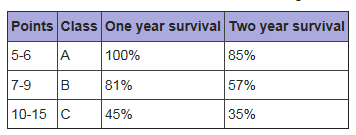 Points Class One year survival Two year survival
5-6 A 100% 85%
7-9 B 81% 57%
10-15 C 45% 35%